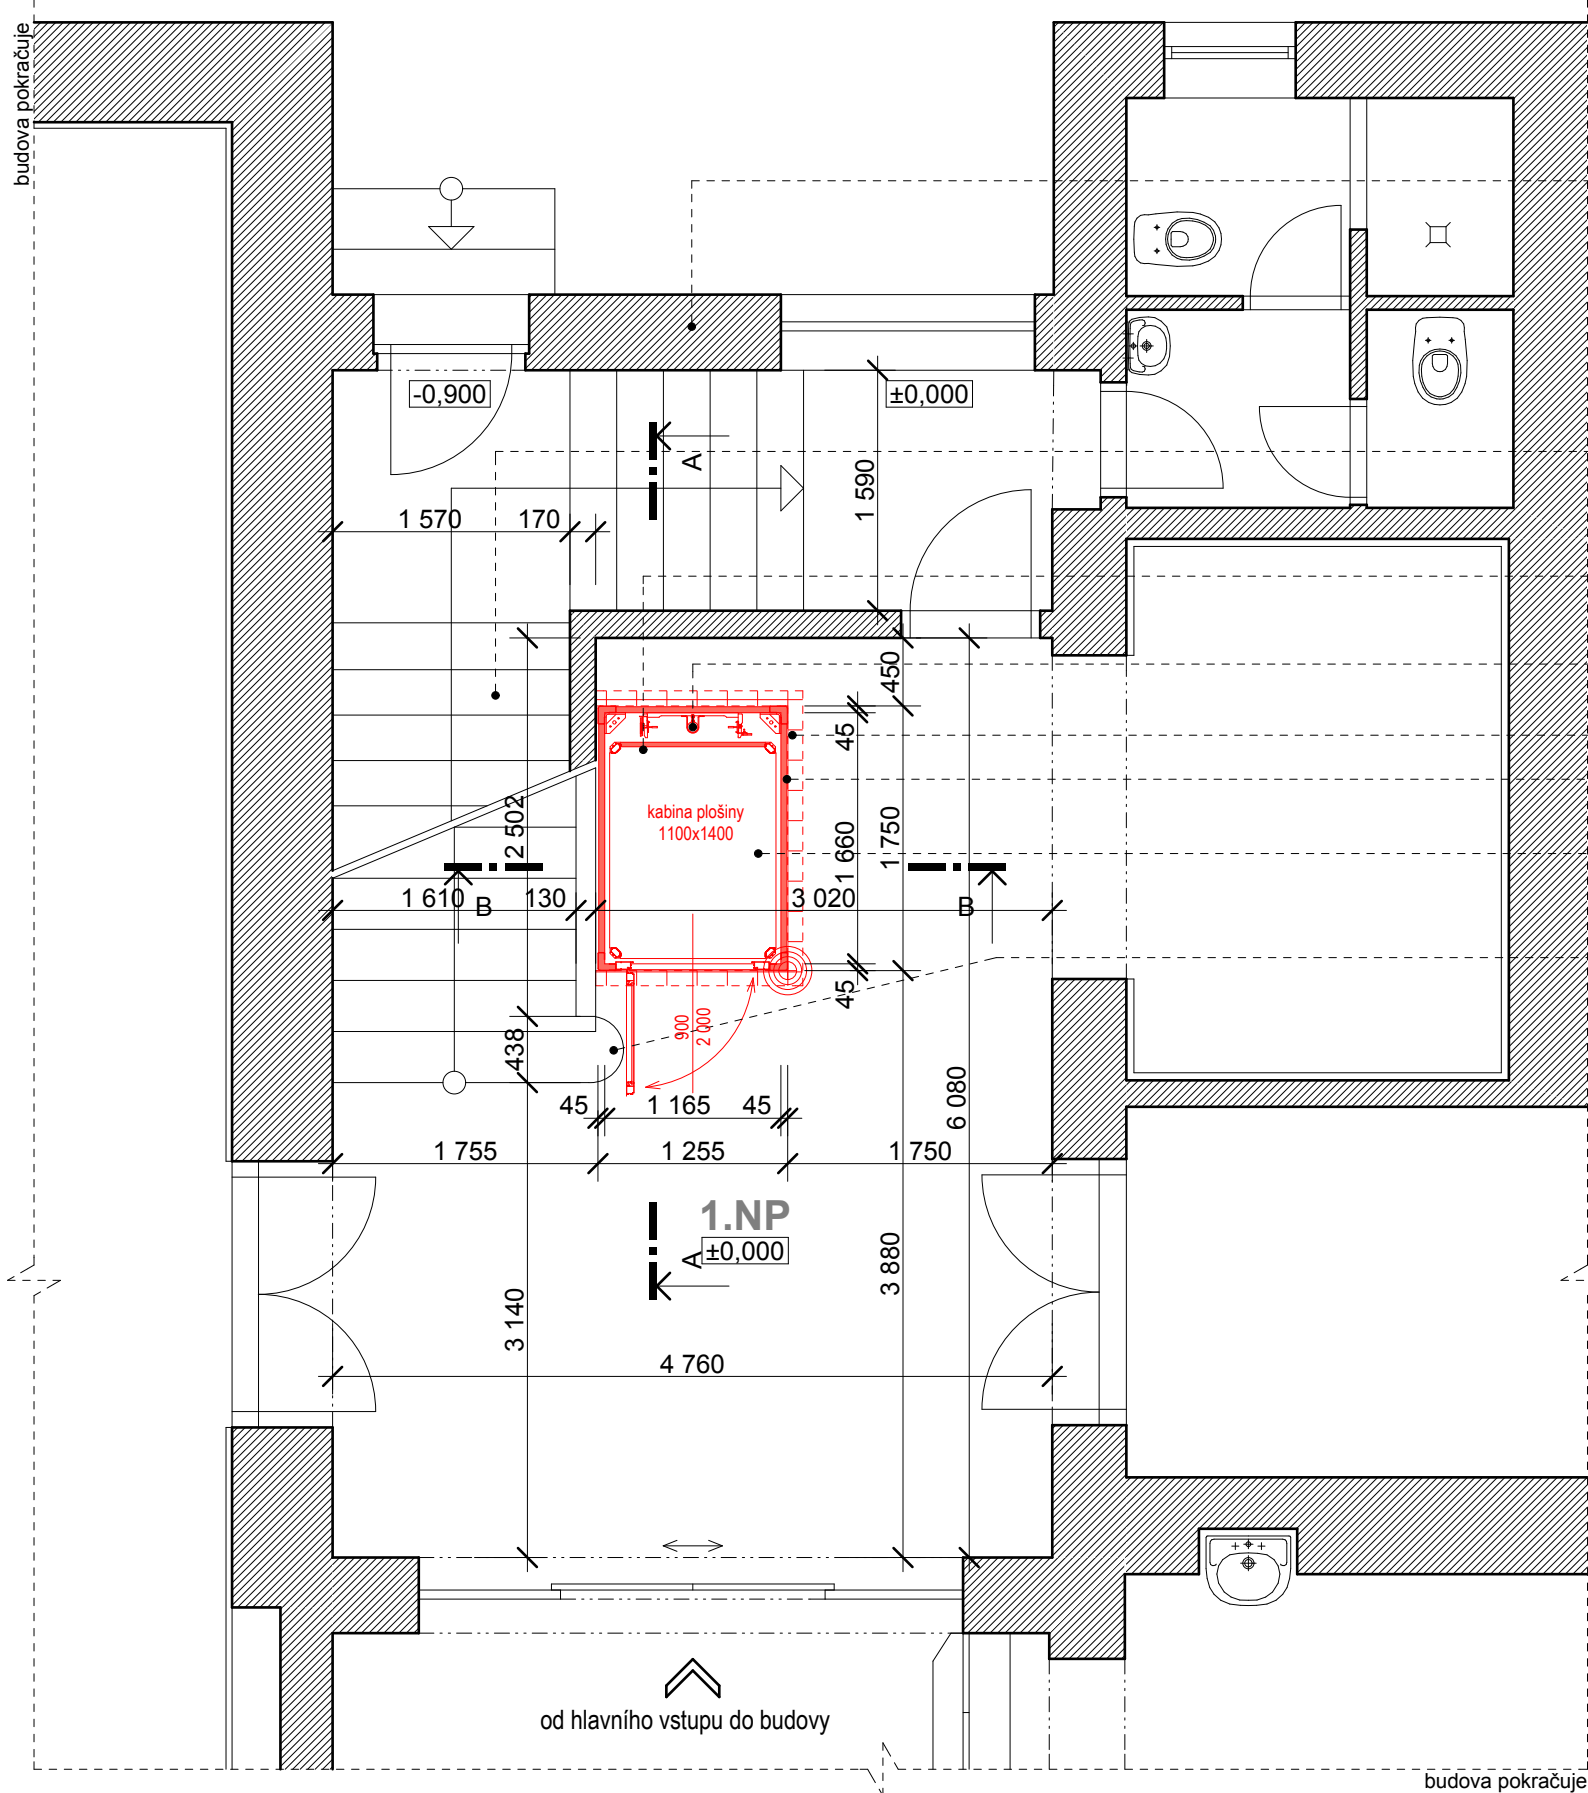 budova pokračuje
-0,900
±0,000
A
1 590
1 570
170
450
45
2 502
kabina plošiny
1100x1400
1 660
1 750
1 610
B
130
3 020
B
45
438
900
2 000
45
1 165
45
6 080
1 755
1 255
1 750
1.NP
±0,000
A
3 880
3 140
4 760
od hlavního vstupu do budovy
budova pokračuje